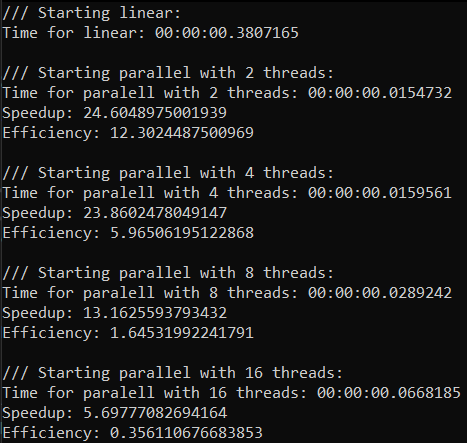 /// Starting linear:
Time for linear: 00:00:00.3807165
/// Starting parallel with 2 threads:
Time for paralell with 2 threads: 00:00:00.0154732
Speedup: 24.6048975001939
Efficiency: 12.3024487500969
/// Starting parallel with 4 threads:
Time for paralell with 4 threads: 00:00:00.0159561
Speedup: 23.8602478049147
Efficiency: 5.96506195122868
/// Starting parallel with 8 threads:
Time for paralell with 8 threads: 00:00:00.0289242
Speedup: 13.1625593793432
Efficiency: 1.64531992241791
/// Starting parallel with 16 threads:
Time for paralell with 16 threads: 00:00:00.0668185
Speedup: 5.69777082694164
Efficiency: 0.356110676683853